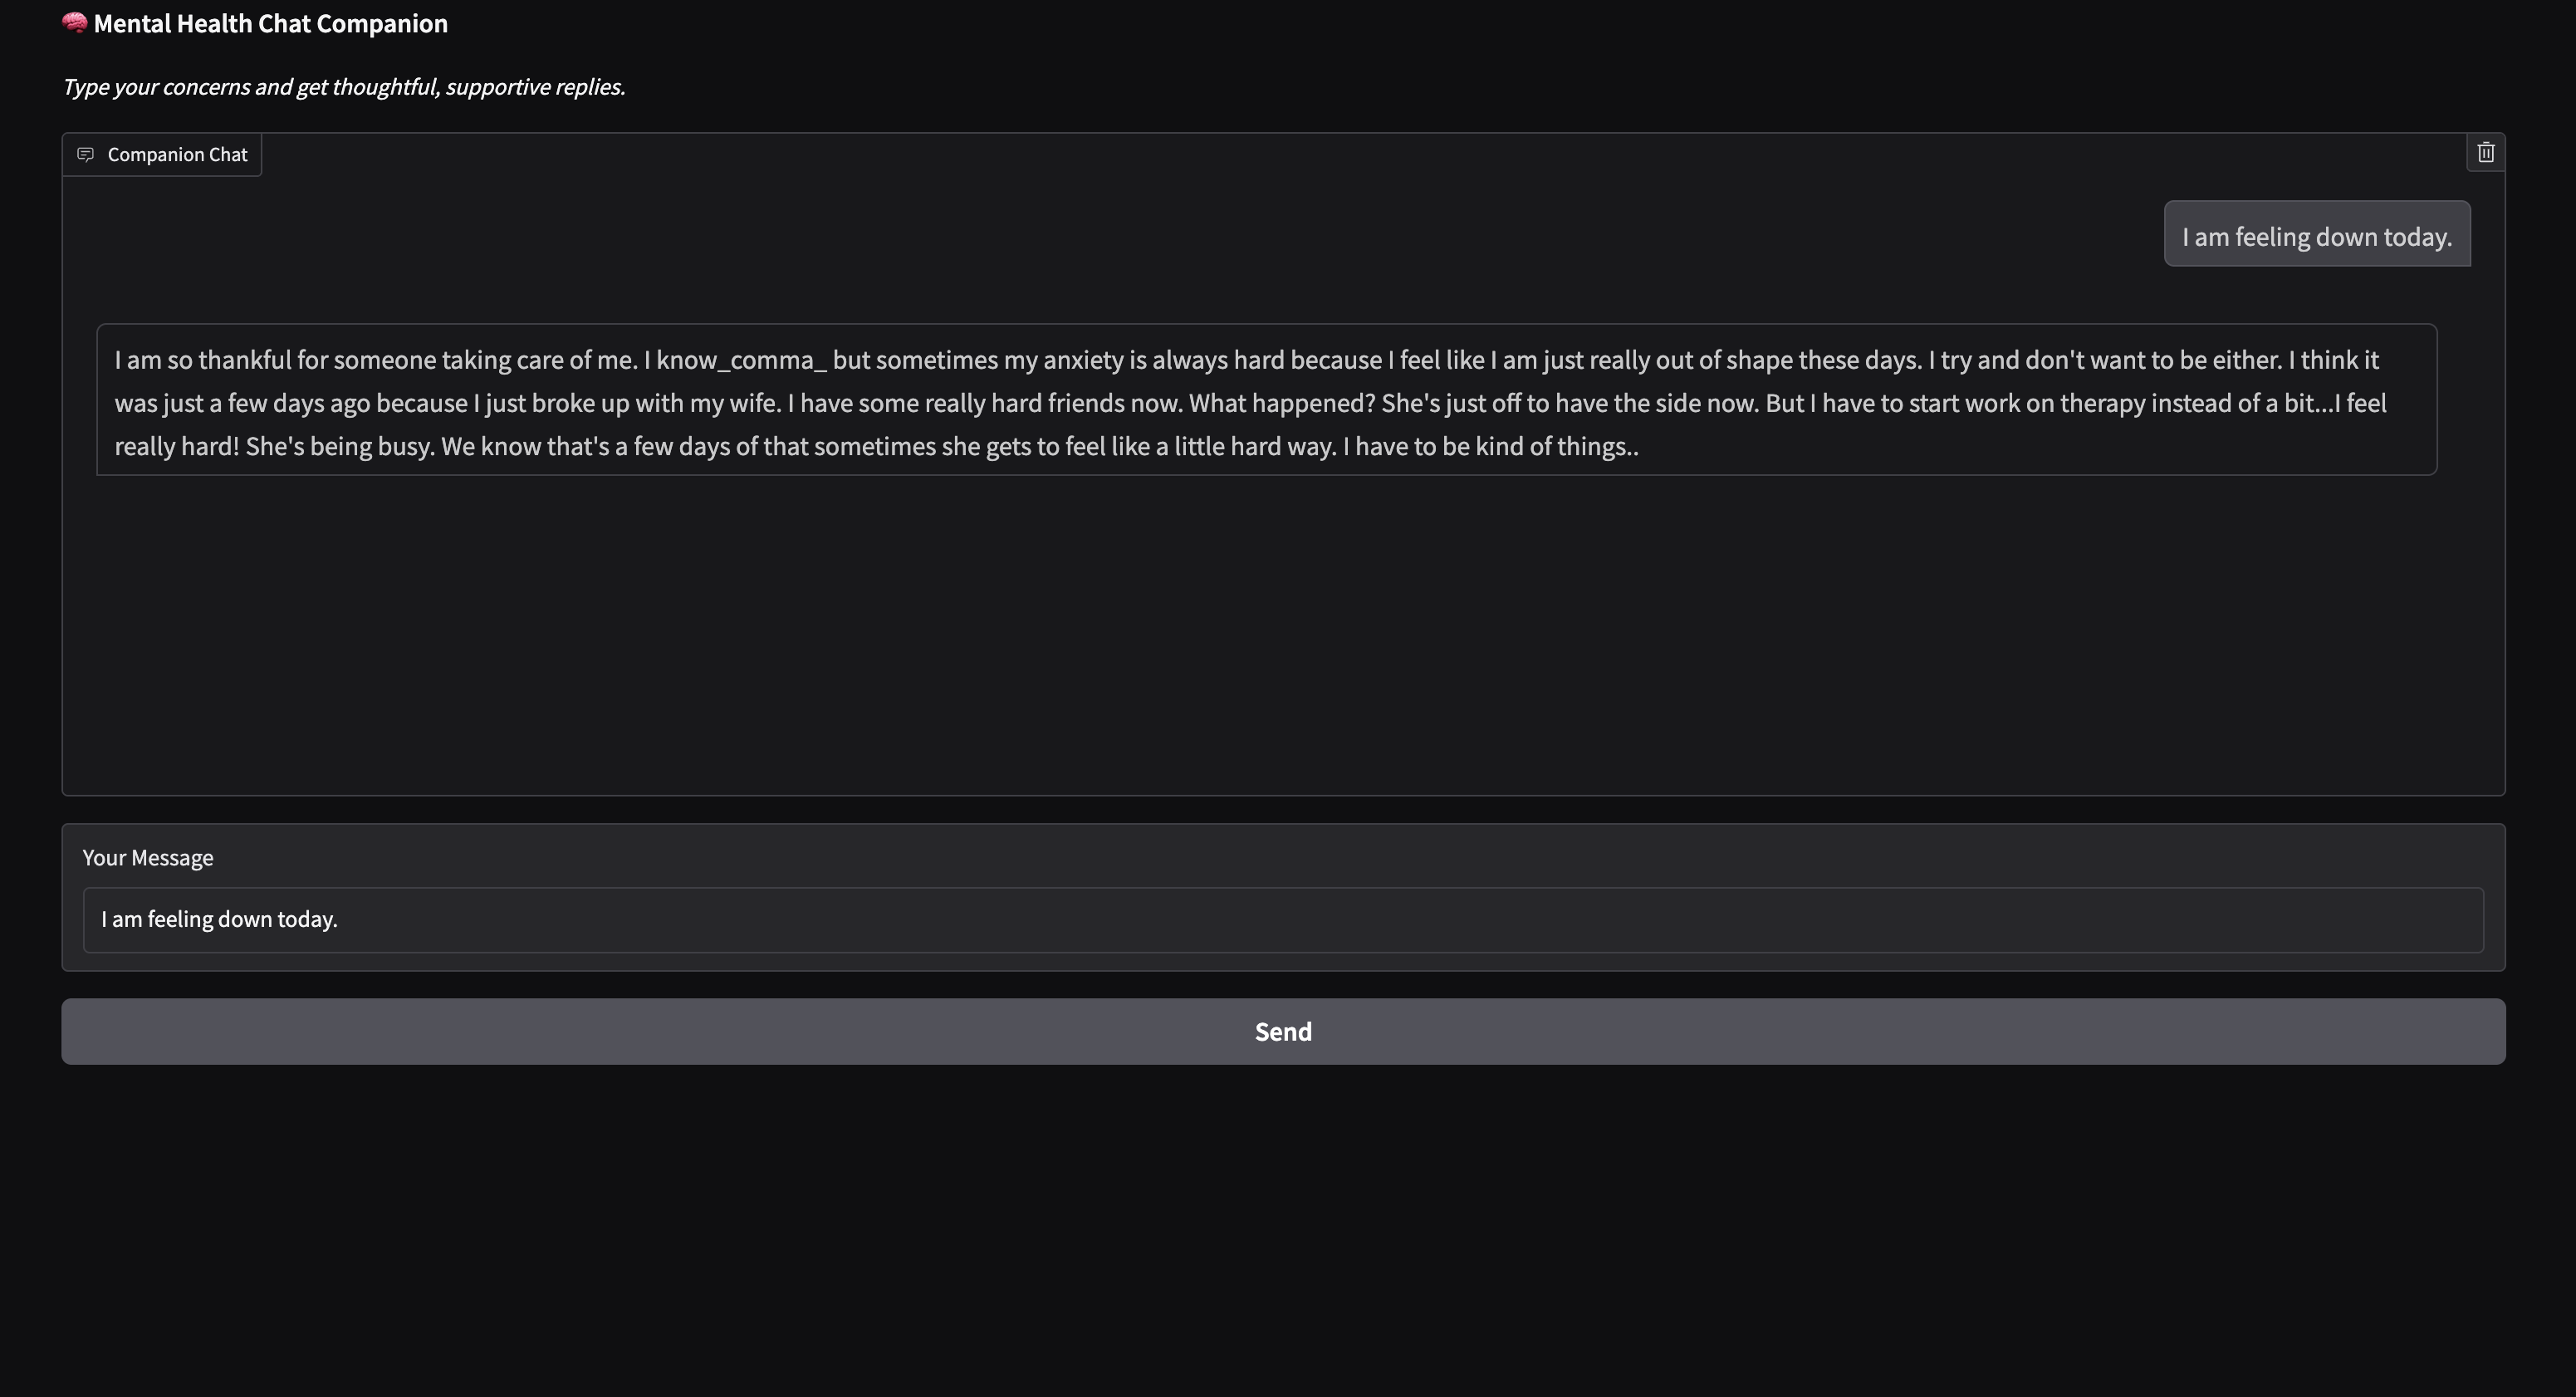 🧠 Mental Health Chat Companion
Type your concerns and get thoughtful, supportive replies.
Companion Chat
I am feeling down today.
I am so thankful for someone taking care of me. I know_comma_ but sometimes my anxiety is always hard because I feel like I am just really out of shape these days. I try and don't want to be either. I think it
was just a few days ago because I just broke up with my wife. I have some really hard friends now. What happened? She's just off to have the side now. But I have to start work on therapy instead of a bit...I feel
really hard! She's being busy. We know that's a few days of that sometimes she gets to feel like a little hard way. I have to be kind of things..
Your Message
I am feeling down today.
Send